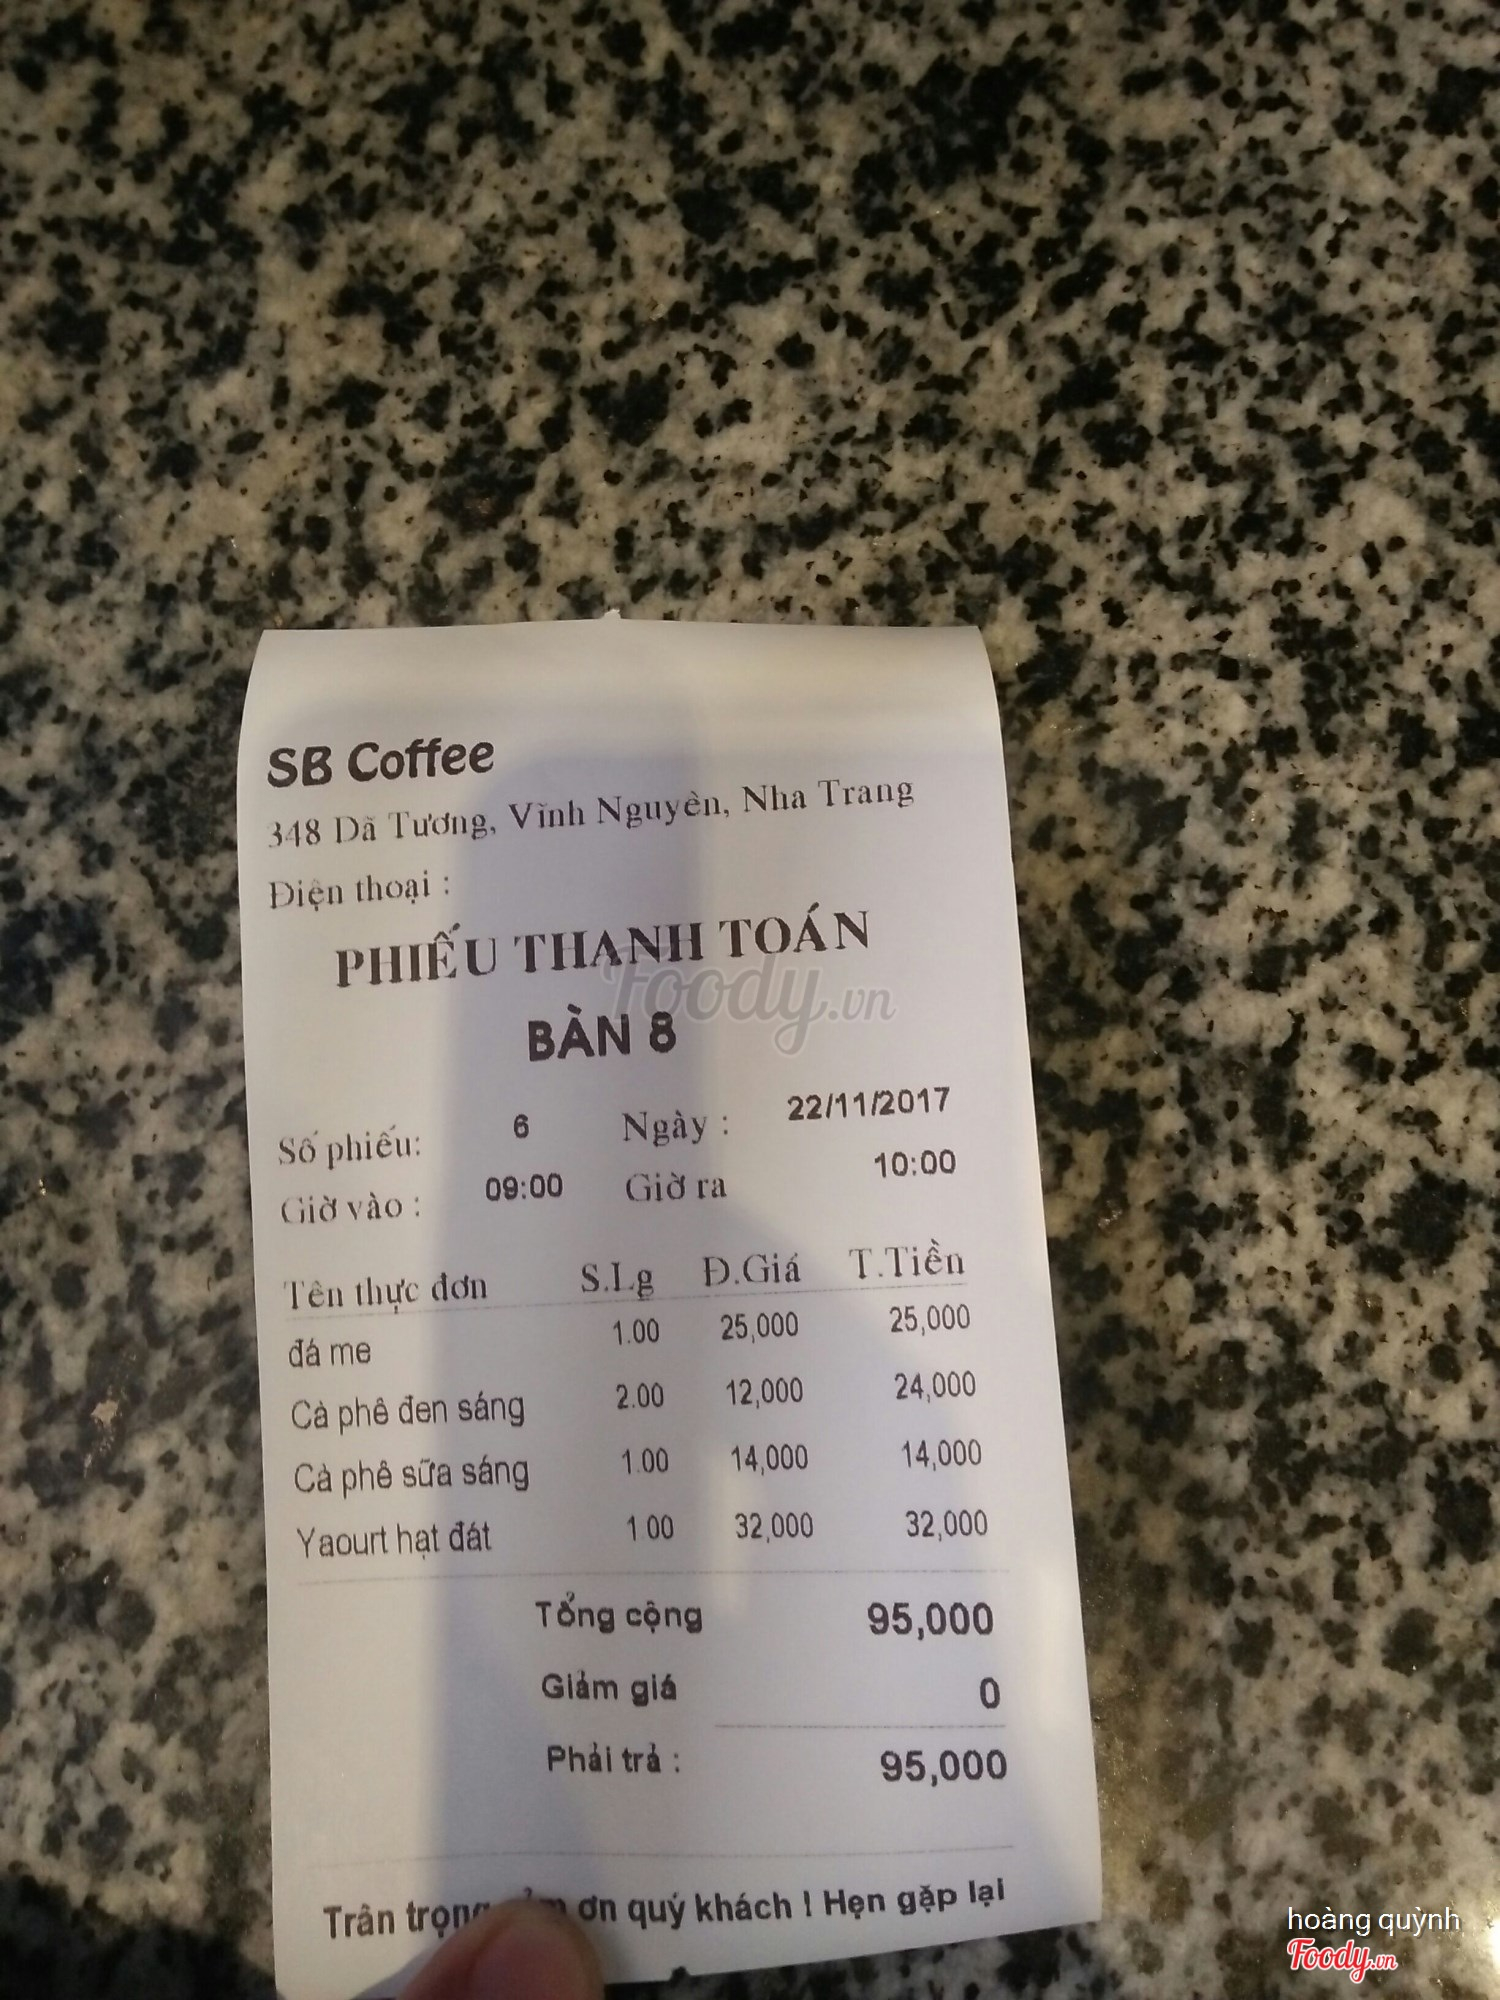 SB Coffee
348 Dã Tương, Vĩnh Nguyên, Nha Trang
Điện thoại :
PHIẾU THANH TOÁN
Foody.vn
BÀN 8
Số phiếu: 6 Ngày : 22/11/2017
Giờ vào : 09:00 Giờ ra 10:00
Tên thực đơn S.Lg Đ.Giá T.Tiền
đá me 1.00 25,000 25,000
Cà phê đen sáng 2.00 12,000 24,000
Cà phê sữa sáng 1.00 14,000 14,000
Yaourt hạt đát 1 00 32,000 32,000
Tổng cộng 95,000
Giảm giá 0
Phải trả : 95,000
Trân trọng ơn quý khách ! Hẹn gặp lại
hoàng quỳnh
Foody.vn